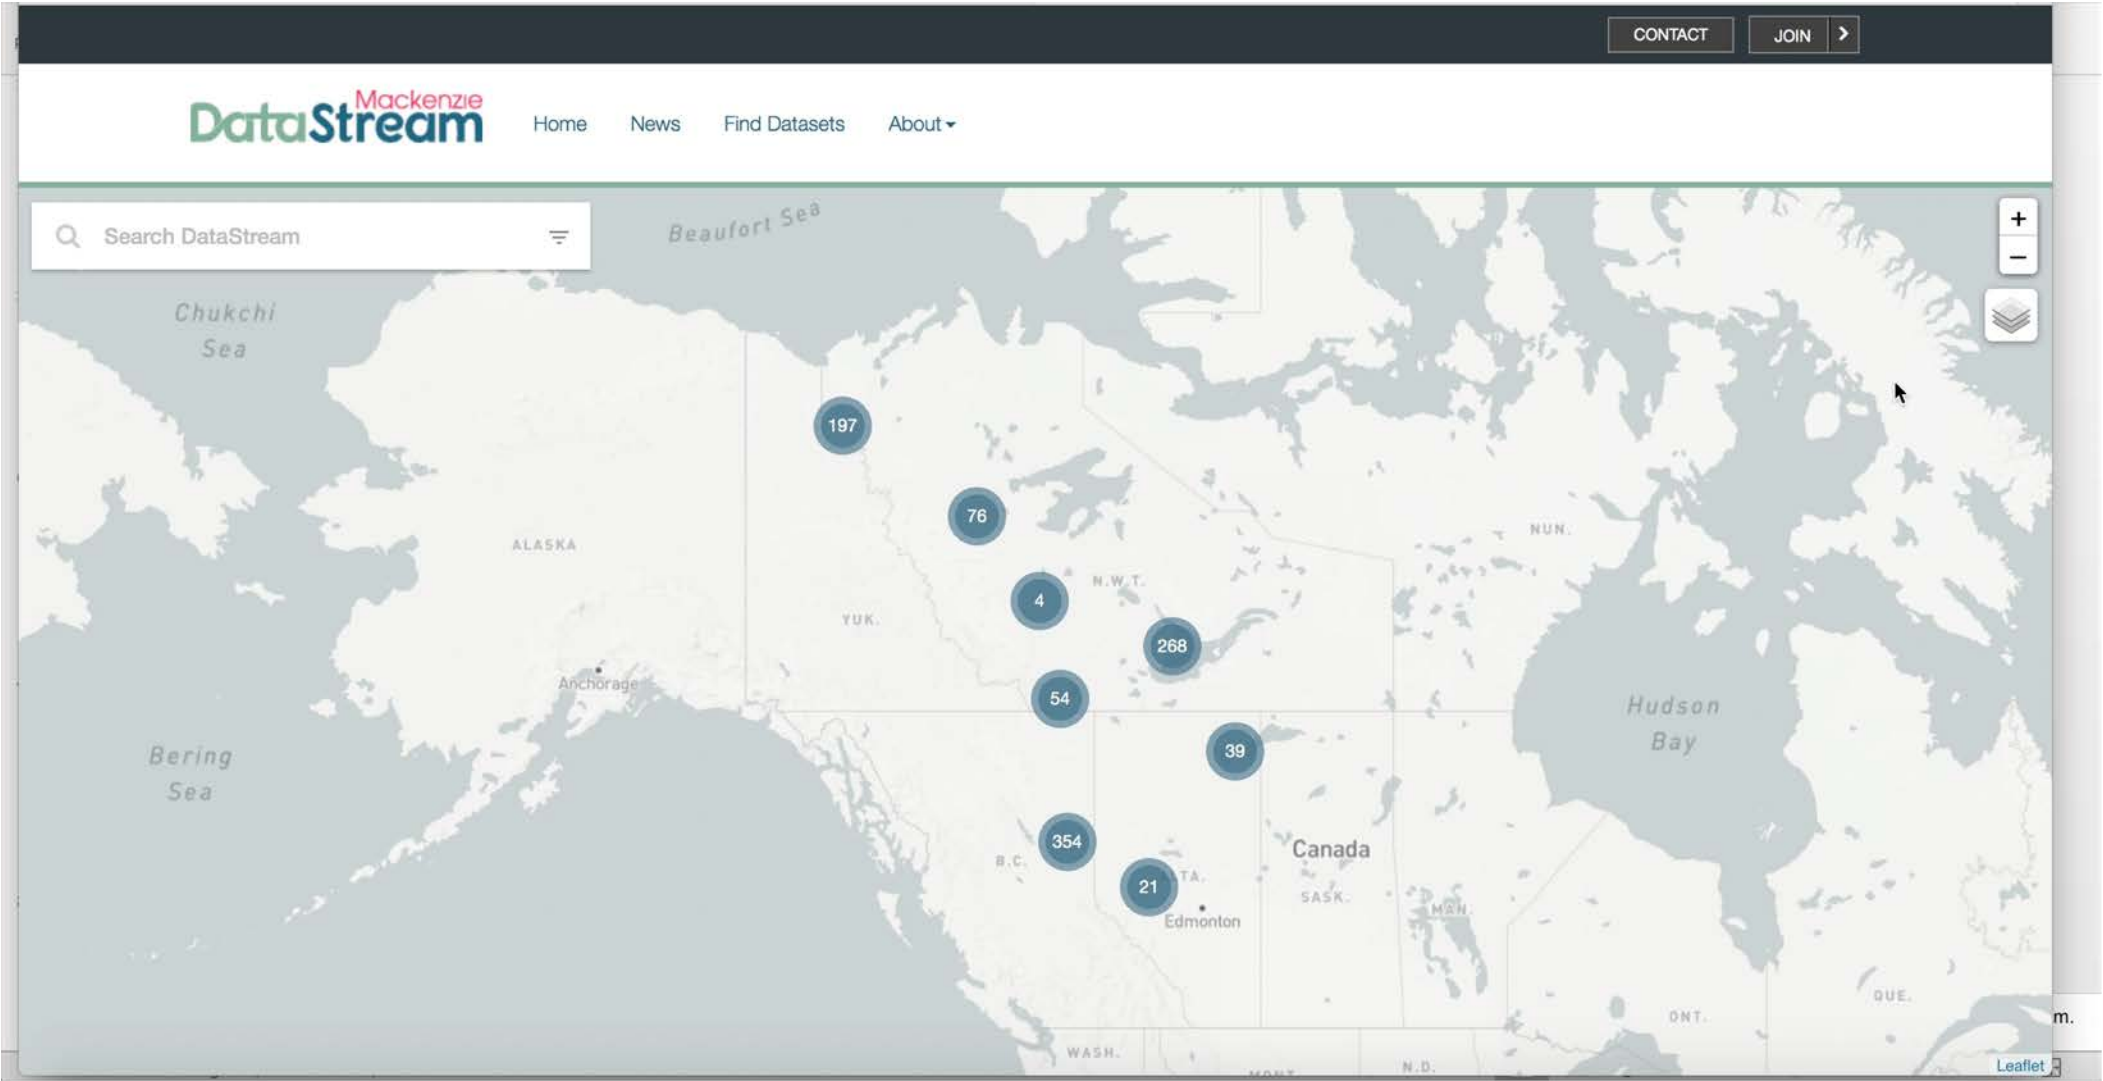 CONTACT
JOIN
Mackenzie
DataStream
Home
News
Find Datasets
About
Search DataStream
Beaufort Sea
+
−
Chukchi
Sea
197
76
ALASKA
NUN.
4
N.W.T.
YUK.
268
Anchorage
54
Hudson
Bay
39
Bering
Sea
354
Canada
B.C.
21
TA.
SASK.
MAN.
Edmonton
QUE.
ONT.
m.
WASH.
N.D.
Leaflet